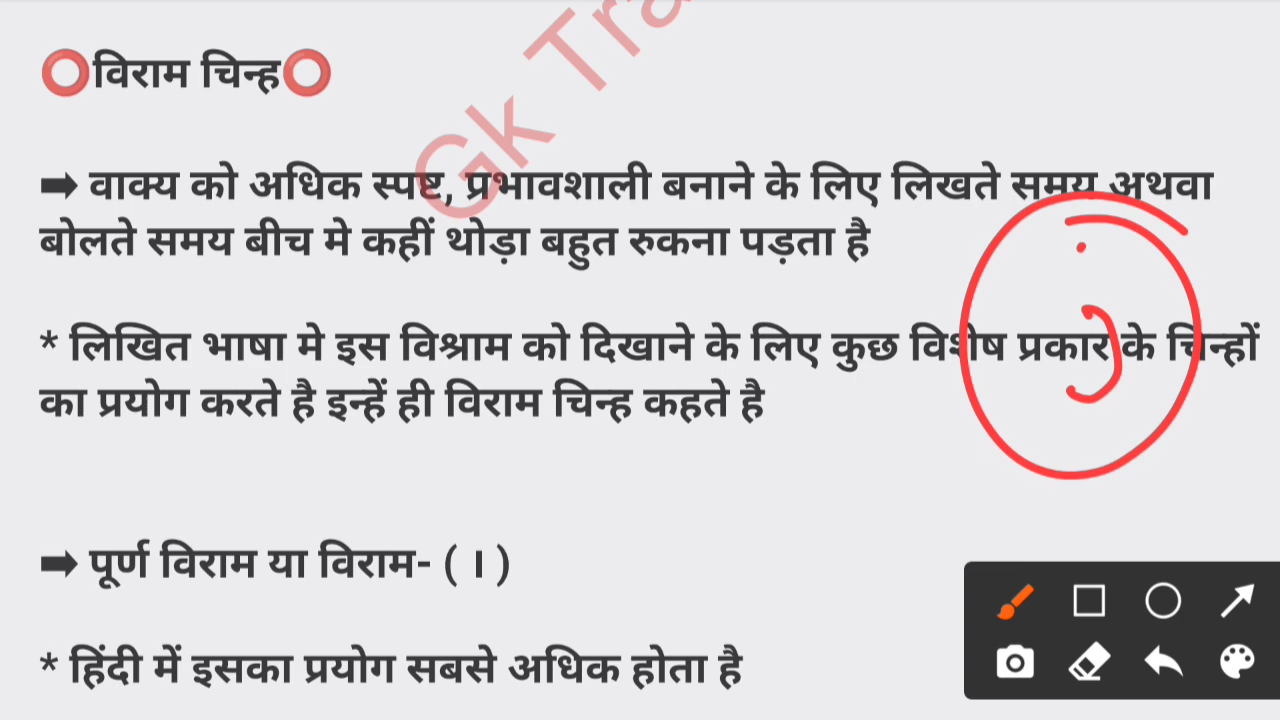 ⭕विराम चिन्ह⭕
➡ वाक्य को अधिक स्पष्ट, प्रभावशाली बनाने के लिए लिखते समय अथवा
बोलते समय बीच मे कहीं थोड़ा बहुत रुकना पड़ता है
* लिखित भाषा मे इस विश्राम को दिखाने के लिए कुछ विशेष प्रकार के चिन्हों
का प्रयोग करते है इन्हें ही विराम चिन्ह कहते है
➡ पूर्ण विराम या विराम- ( । )
* हिंदी में इसका प्रयोग सबसे अधिक होता है
Gk